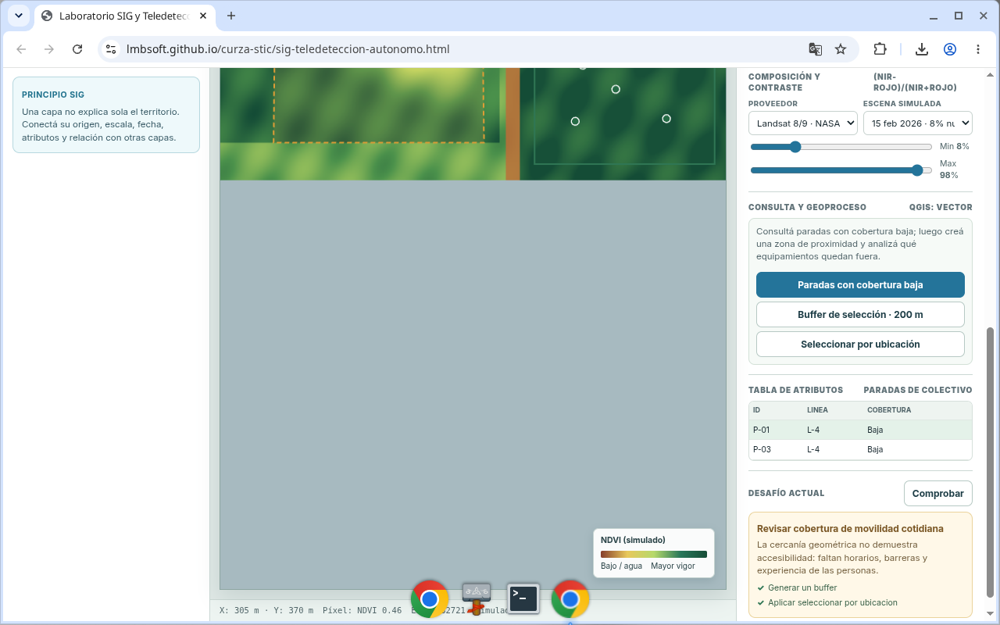 Laboratorio SIG y Teledetecc
lmbsoft.github.io/curza-stic/sig-teledeteccion-autonomo.html
PRINCIPIO SIG
Una capa no explica sola el territorio.
Conectá su origen, escala, fecha,
atributos y relación con otras capas.
NDVI (simulado)
Bajo / agua Mayor vigor
X: 305 m · Y: 370 m Píxel: NDVI 0.46
COMPOSICIÓN Y
CONTRASTE
(NIR-
ROJO)/(NIR+ROJO)
PROVEEDOR
ESCENA SIMULADA
Landsat 8/9 · NASA
15 feb 2026 · 8% nu
Min 8%
Max
98%
CONSULTA Y GEOPROCESO
QGIS: VECTOR
Consultá paradas con cobertura baja; luego creá
una zona de proximidad y analizá qué
equipamientos quedan fuera.
Paradas con cobertura baja
Buffer de selección · 200 m
Seleccionar por ubicación
TABLA DE ATRIBUTOS
PARADAS DE COLECTIVO
ID LINEA COBERTURA
P-01 L-4 Baja
P-03 L-4 Baja
DESAFÍO ACTUAL
Comprobar
Revisar cobertura de movilidad cotidiana
La cercanía geométrica no demuestra
accesibilidad: faltan horarios, barreras y
experiencia de las personas.
✔ Generar un buffer
✔ Aplicar seleccionar por ubicacion